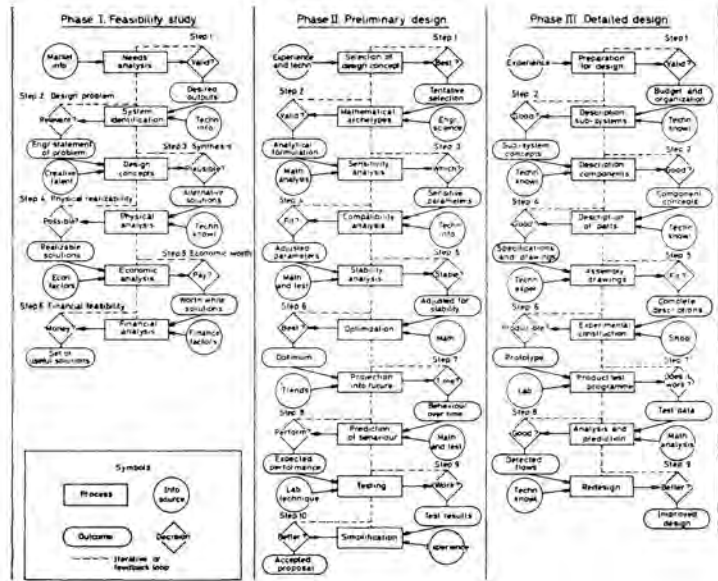 Phase I. Feasibility study
Step 1
Market info
Needs analysis
Valid?
Desired outputs
Step 2 Design problem
Relevant?
System identification
Techn info
Engr statement of problem
Step 3 Synthesis
Creative talent
Design concepts
Plausible?
Alternative solutions
Step 4 Physical realizability
Possible?
Physical analysis
Techn knowl
Realizable solutions
Step 5 Economic worth
Econ factors
Economic analysis
Pay?
Worth while solutions
Step 6 Financial feasibility
Money?
Financial analysis
Finance factors
Set of useful solutions
Symbols
Process
Info source
Outcome
Decision
Iterative or feedback loop
Phase II Preliminary design
Step 1
Experience and techn
Selection of design concept
Best?
Tentative selection
Step 2
Valid?
Mathematical archetypes
Engr science
Analytical formulation
Step 3
Math analysis
Sensitivity analysis
Which?
Sensitive parameters
Step 4
Fit?
Compatibility analysis
Techn info
Adjusted parameters
Step 5
Math and test
Stability analysis
Stable?
Adjusted for stability
Step 6
Best?
Optimization
Math
Optimum
Step 7
Trends
Projection into future
Time?
Behaviour over time
Step 8
Perform?
Prediction of behaviour
Math and test
Expected performance
Step 9
Lab technique
Testing
Work?
Test results
Step 10
Better?
Simplification
Experience
Accepted proposal
Phase III. Detailed design
Step 1
Experience
Preparation for design
Valid?
Budget and organization
Step 2
Good?
Description sub-systems
Techn knowl
Sub-system concepts
Techn knowl
Description components
Good?
Component concepts
Step 4
Good?
Description of parts
Techn knowl
Specifications and drawings
Step 5
Techn exper
Assembly drawings
Fit?
Complete descriptions
Step 6
Producible?
Experimental construction
Shop
Prototype
Step 7
Lab
Product test programme
Does it work?
Test data
Step 8
Good?
Analysis and prediction
Math analysis
Detected flaws
Step 9
Techn knowl
Redesign
Better?
Improved design